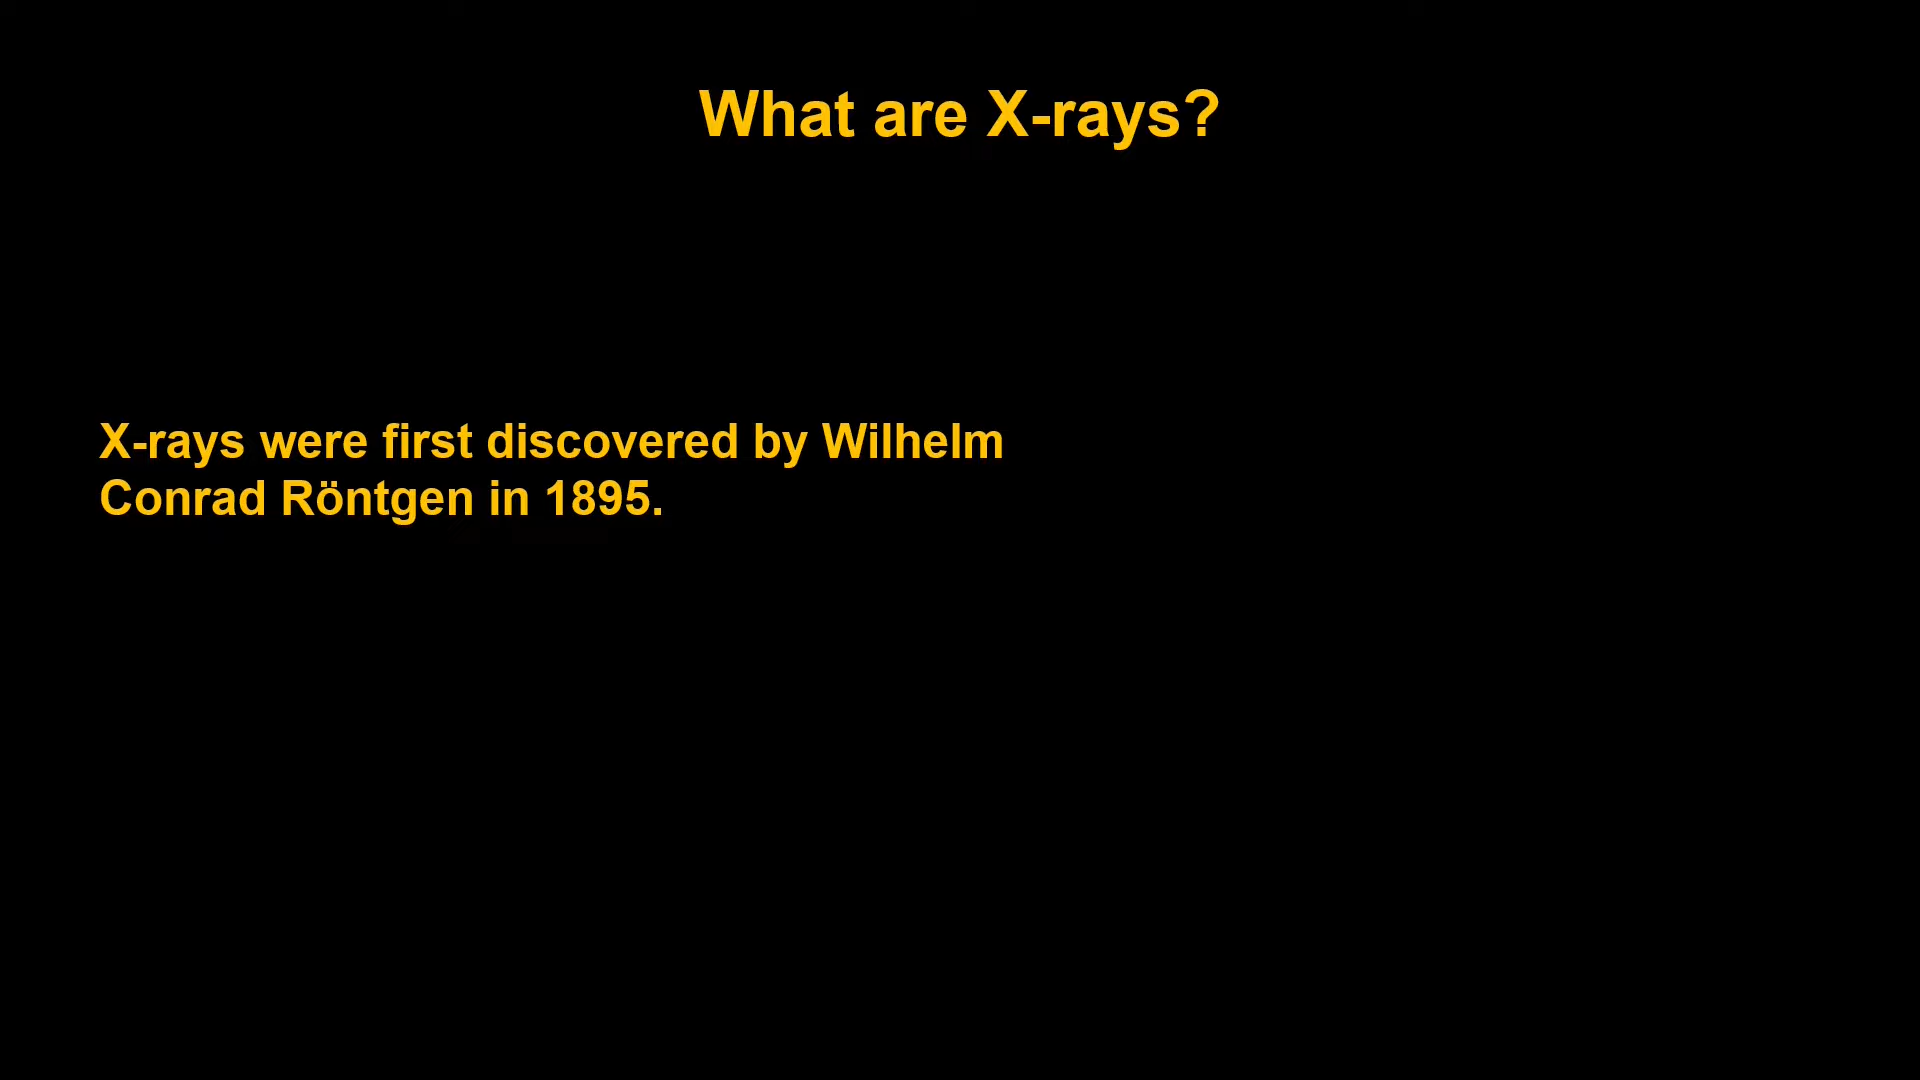 What are X-rays?
X-rays were first discovered by Wilhelm
Conrad Röntgen in 1895.